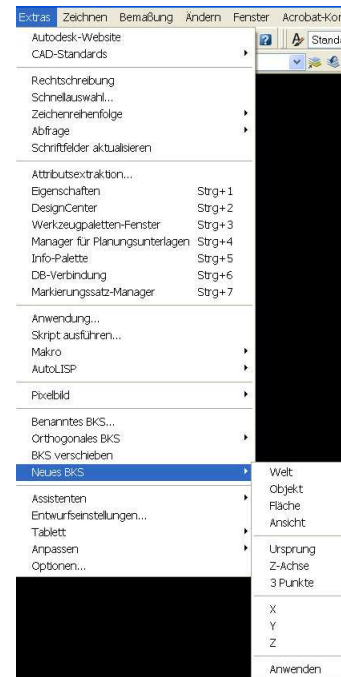 Extras Zeichnen Bemaßung Ändern Fenster Acrobat-Kor
Autodesk-Website
CAD-Standards
Standa
Rechtschreibung
Schnellauswahl...
Zeichenreihenfolge
Abfrage
Schriftfelder aktualisieren
Attributsextraktion...
Eigenschaften Strg+1
DesignCenter Strg+2
Werkzeugpaletten-Fenster Strg+3
Manager für Planungsunterlagen Strg+4
Info-Palette Strg+5
DB-Verbindung Strg+6
Markierungssatz-Manager Strg+7
Anwendung...
Skript ausführen...
Makro
AutoLISP
Pixelbild
Benanntes BKS...
Orthogonales BKS
BKS verschieben
Neues BKS
Assistenten
Entwurfseinstellungen...
Tablett
Anpassen
Optionen...
Welt
Objekt
Fläche
Ansicht
Ursprung
Z-Achse
3 Punkte
X
Y
Z
Anwenden